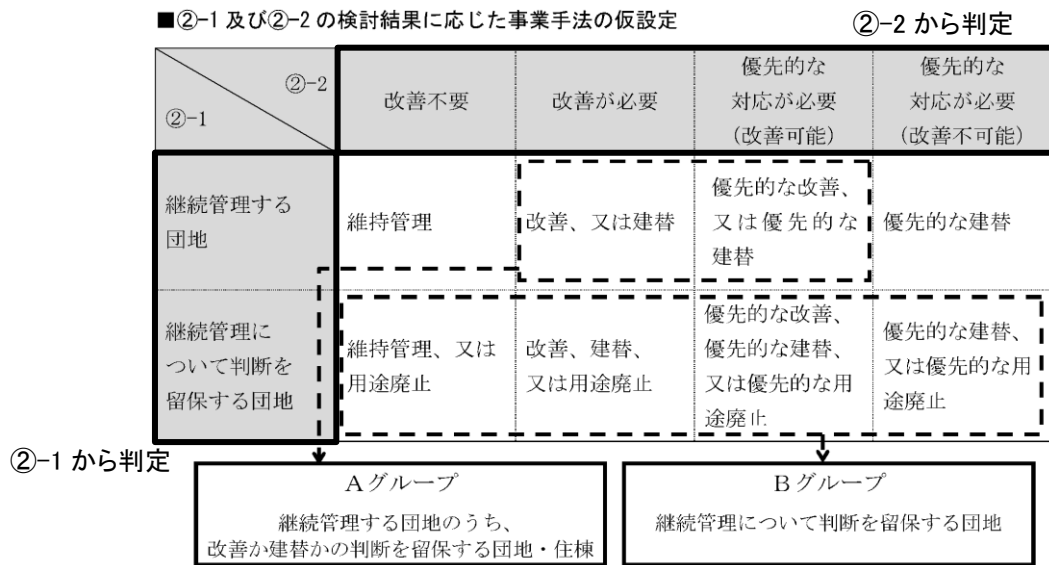 ■②-1 及び②-2 の検討結果に応じた事業手法の仮設定
②-2 から判定
②-2
②-1
改善不要
改善が必要
優先的な
対応が必要
(改善可能)
優先的な
対応が必要
(改善不可能)
継続管理する
団地
維持管理
改善、又は建替
優先的な改善、
又は優先的な
建替
優先的な建替
継続管理に
ついて判断を
留保する団地
維持管理、又は
用途廃止
改善、建替、
又は用途廃止
優先的な改善、
優先的な建替、
又は優先的な用
途廃止
優先的な建替、
又は優先的な用
途廃止
②-1 から判定
Aグループ
継続管理する団地のうち、
改善か建替かの判断を留保する団地・住棟
Bグループ
継続管理について判断を留保する団地